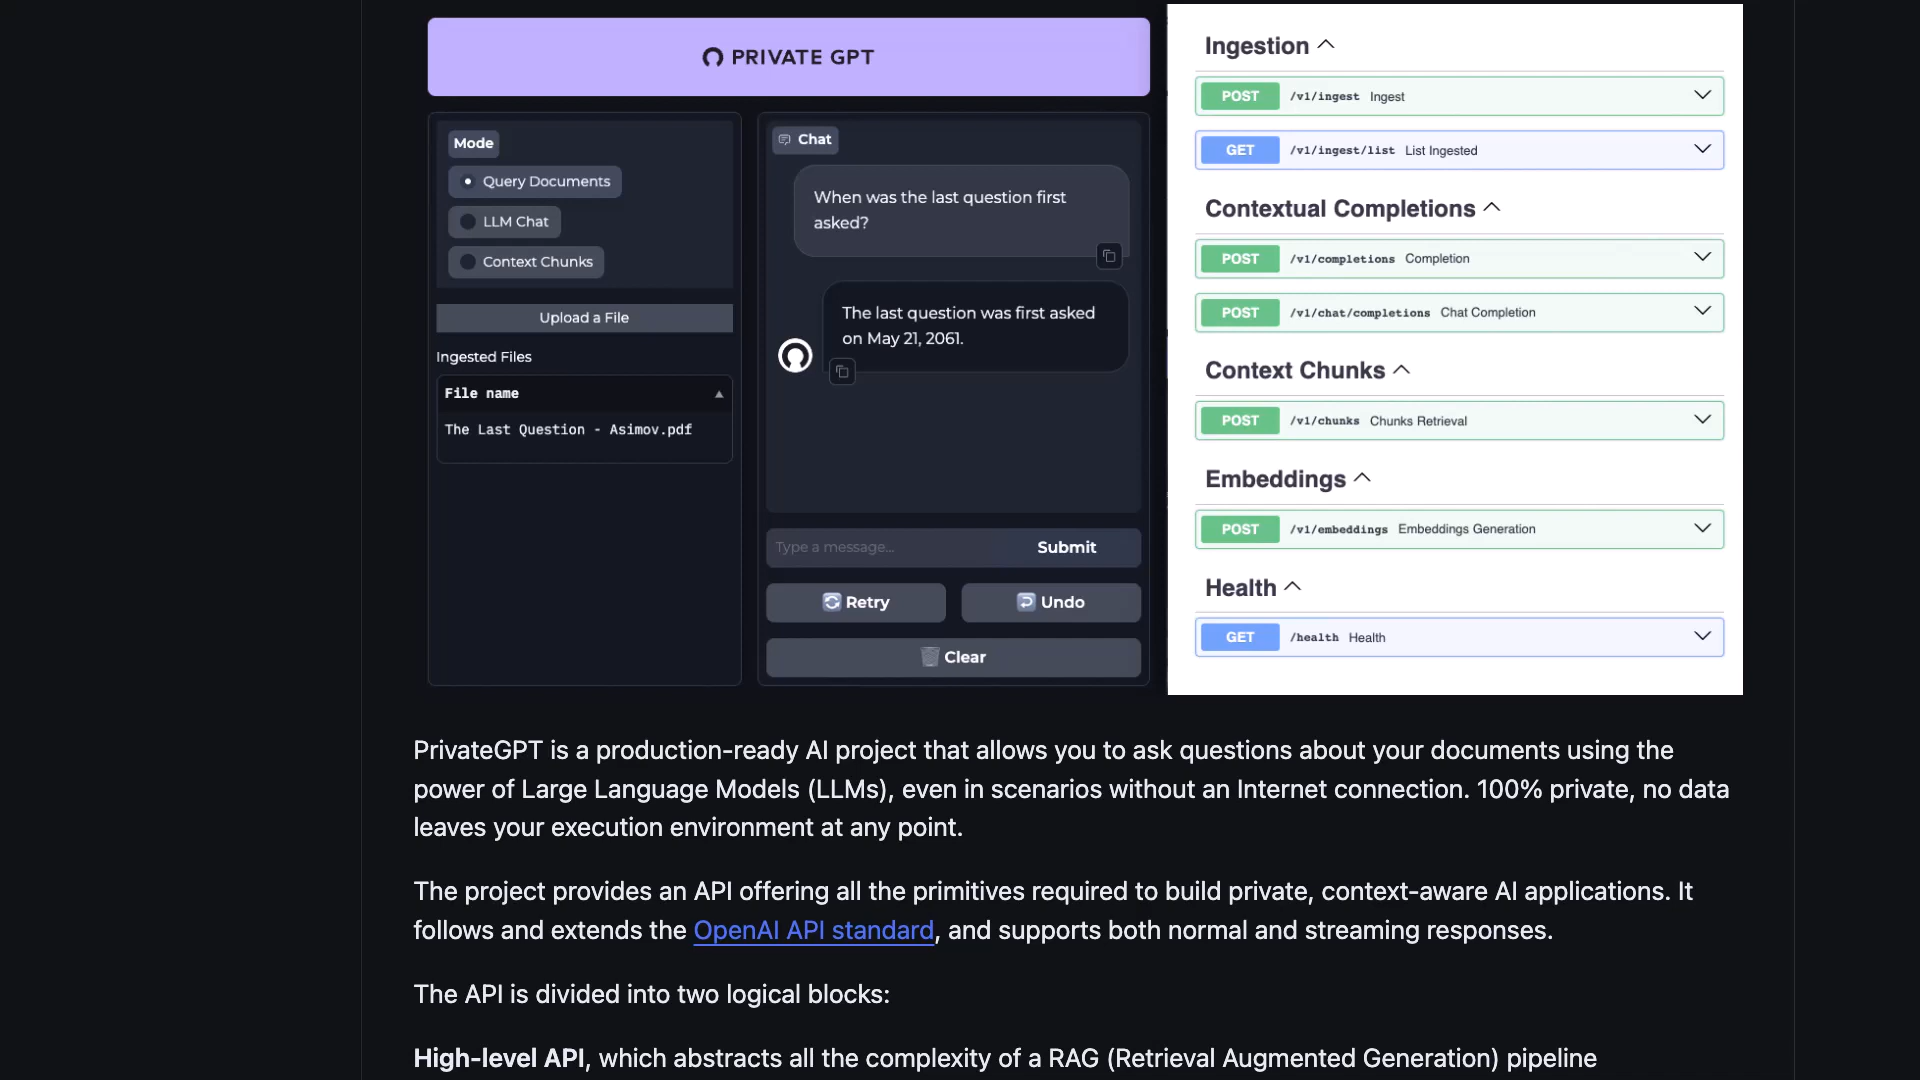 PRIVATE GPT
Mode
Query Documents
LLM Chat
Context Chunks
Upload a File
Ingested Files
File name
The Last Question - Asimov.pdf
Chat
When was the last question first
asked?
The last question was first asked
on May 21, 2061.
Type a message...
Submit
Retry
Undo
Clear
Ingestion
POST /v1/ingest Ingest
GET /v1/ingest/list List Ingested
Contextual Completions
POST /v1/completions Completion
POST /v1/chat/completions Chat Completion
Context Chunks
POST /v1/chunks Chunks Retrieval
Embeddings
POST /v1/embeddings Embeddings Generation
Health
GET /health Health
PrivateGPT is a production-ready AI project that allows you to ask questions about your documents using the
power of Large Language Models (LLMs), even in scenarios without an Internet connection. 100% private, no data
leaves your execution environment at any point.
The project provides an API offering all the primitives required to build private, context-aware AI applications. It
follows and extends the OpenAI API standard, and supports both normal and streaming responses.
The API is divided into two logical blocks:
High-level API, which abstracts all the complexity of a RAG (Retrieval Augmented Generation) pipeline